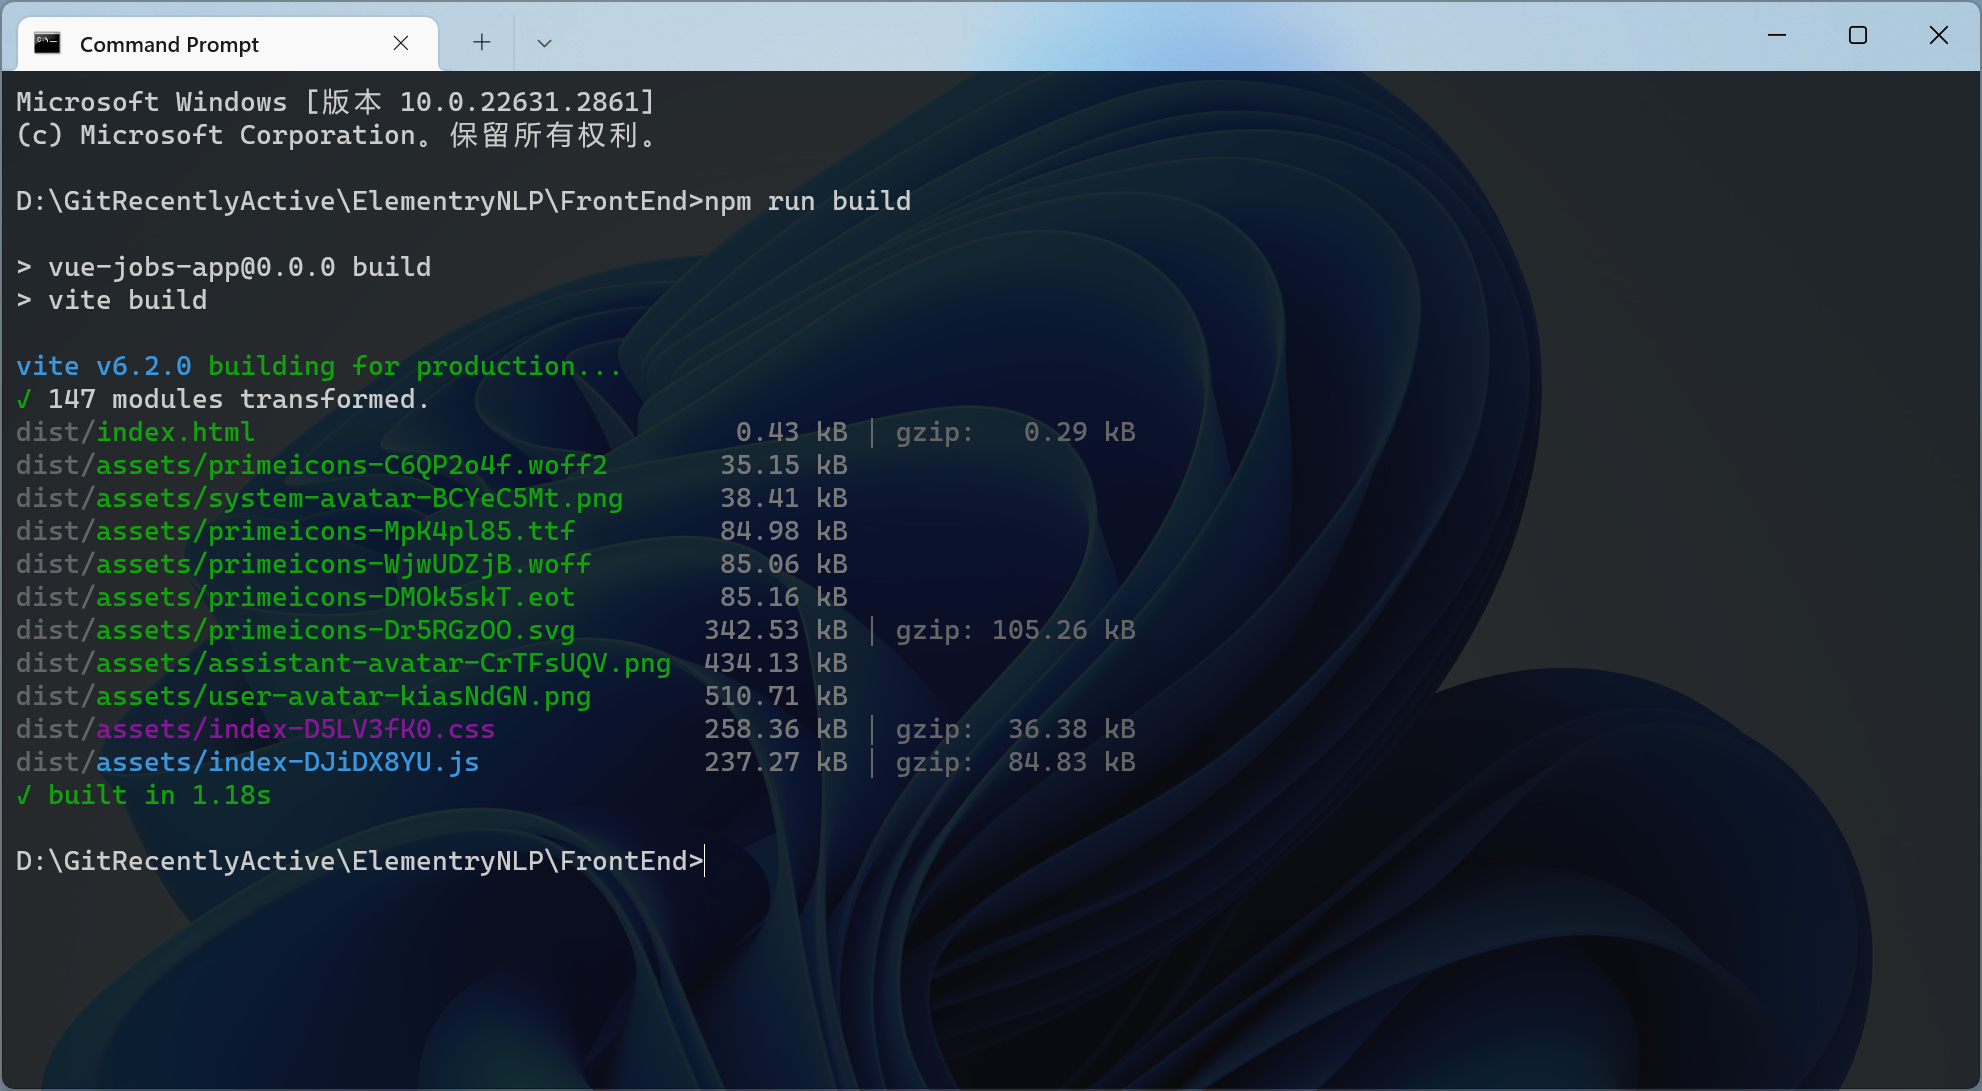 Command Prompt
Microsoft Windows [版本 10.0.22631.2861]
(c) Microsoft Corporation。保留所有权利。
D:\GitRecentlyActive\ElementryNLP\FrontEnd>npm run build
> vue-jobs-app@0.0.0 build
> vite build
vite v6.2.0 building for production...
√ 147 modules transformed.
dist/index.html                            0.43 kB │ gzip:   0.29 kB
dist/assets/primeicons-C6QP2o4f.woff2       35.15 kB
dist/assets/system-avatar-BCYeC5Mt.png      38.41 kB
dist/assets/primeicons-MpK4pl85.ttf         84.98 kB
dist/assets/primeicons-WjwUDZjB.woff        85.06 kB
dist/assets/primeicons-DMOk5skT.eot         85.16 kB
dist/assets/primeicons-Dr5RGzOO.svg        342.53 kB │ gzip: 105.26 kB
dist/assets/assistant-avatar-CrTFsUQV.png  434.13 kB
dist/assets/user-avatar-kiasNdGN.png       510.71 kB
dist/assets/index-D5LV3fK0.css             258.36 kB │ gzip:  36.38 kB
dist/assets/index-DJiDX8YU.js              237.27 kB │ gzip:  84.83 kB
√ built in 1.18s
D:\GitRecentlyActive\ElementryNLP\FrontEnd>